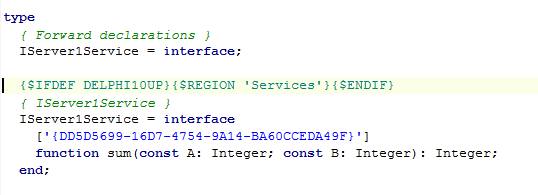 type
{ Forward declarations }
IServer1Service = interface;
{$IFDEF DELPHI10UP}{$REGION 'Services'}{$ENDIF}
{ IServer1Service }
IServer1Service = interface
['{DD5D5699-16D7-4754-9A14-BA60CCEDA49F}']
function sum(const A: Integer; const B: Integer): Integer;
end;